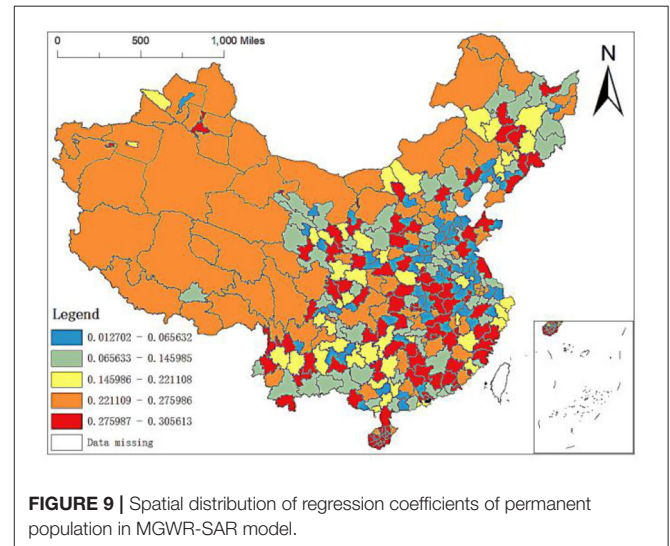 0 500 1,000 Miles
N
Legend
0.012702 - 0.065632
0.065633 - 0.145985
0.145986 - 0.221108
0.221109 - 0.275986
0.275987 - 0.305613
Data missing
FIGURE 9 | Spatial distribution of regression coefficients of permanent
population in MGWR-SAR model.